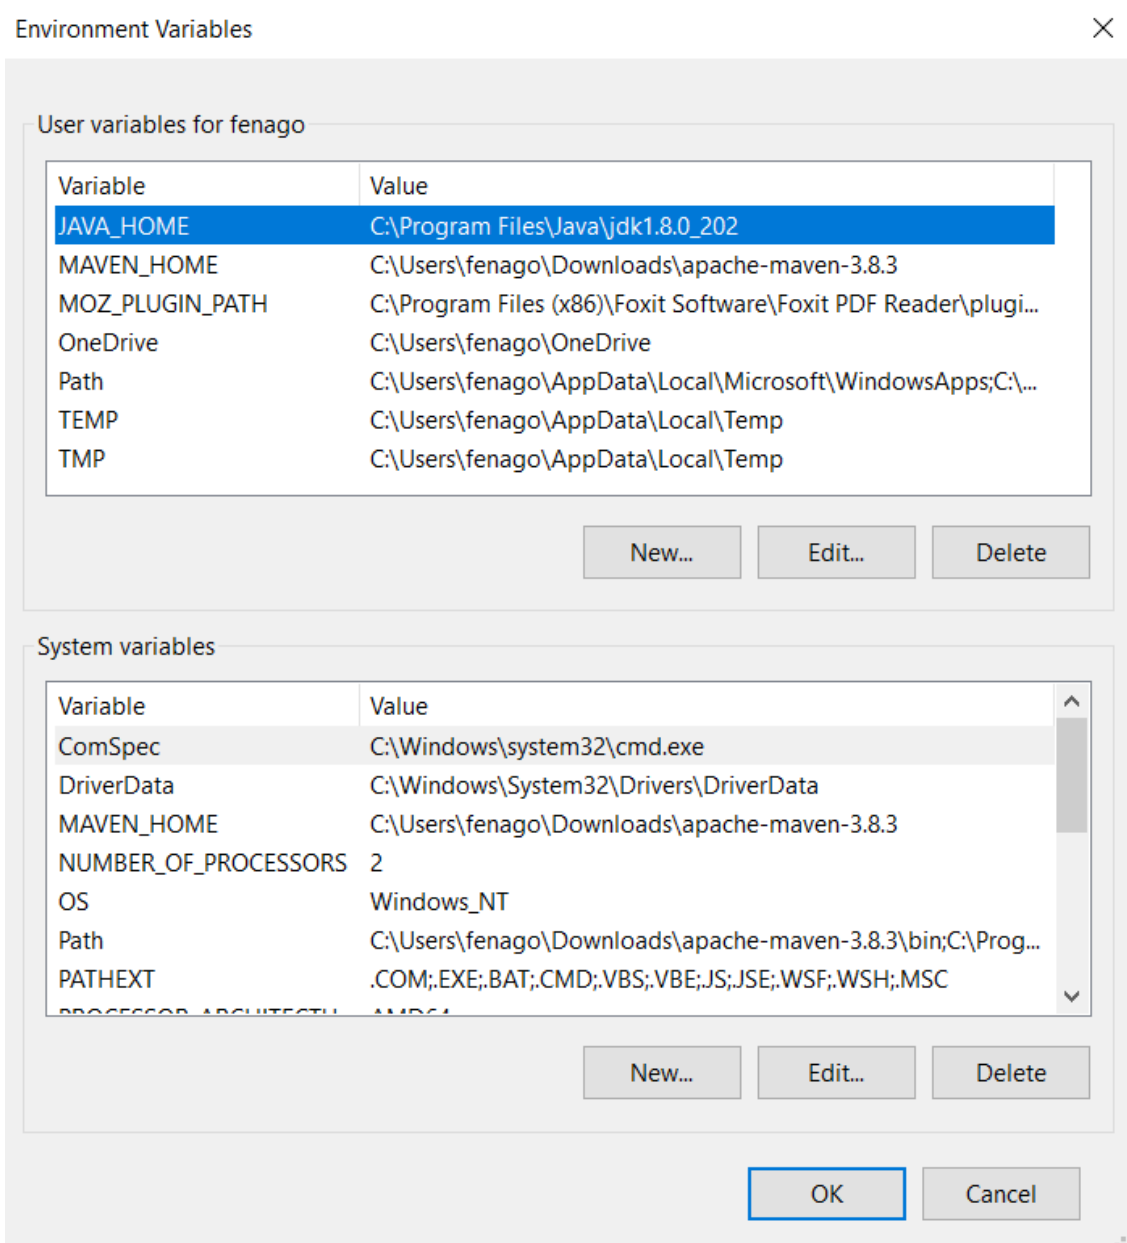 Environment Variables
User variables for fenago
Variable Value
JAVA_HOME C:\Program Files\Java\jdk1.8.0_202
MAVEN_HOME C:\Users\fenago\Downloads\apache-maven-3.8.3
MOZ_PLUGIN_PATH C:\Program Files (x86)\Foxit Software\Foxit PDF Reader\plugi...
OneDrive C:\Users\fenago\OneDrive
Path C:\Users\fenago\AppData\Local\Microsoft\WindowsApps;C:\...
TEMP C:\Users\fenago\AppData\Local\Temp
TMP C:\Users\fenago\AppData\Local\Temp
New... Edit... Delete
System variables
Variable Value
ComSpec C:\Windows\system32\cmd.exe
DriverData C:\Windows\System32\Drivers\DriverData
MAVEN_HOME C:\Users\fenago\Downloads\apache-maven-3.8.3
NUMBER_OF_PROCESSORS 2
OS Windows_NT
Path C:\Users\fenago\Downloads\apache-maven-3.8.3\bin;C:\Prog...
PATHEXT .COM;.EXE;.BAT;.CMD;.VBS;.VBE;.JS;.JSE;.WSF;.WSH;.MSC
PROCESSOR_ARCHITECTU... AMD64
New... Edit... Delete
OK Cancel